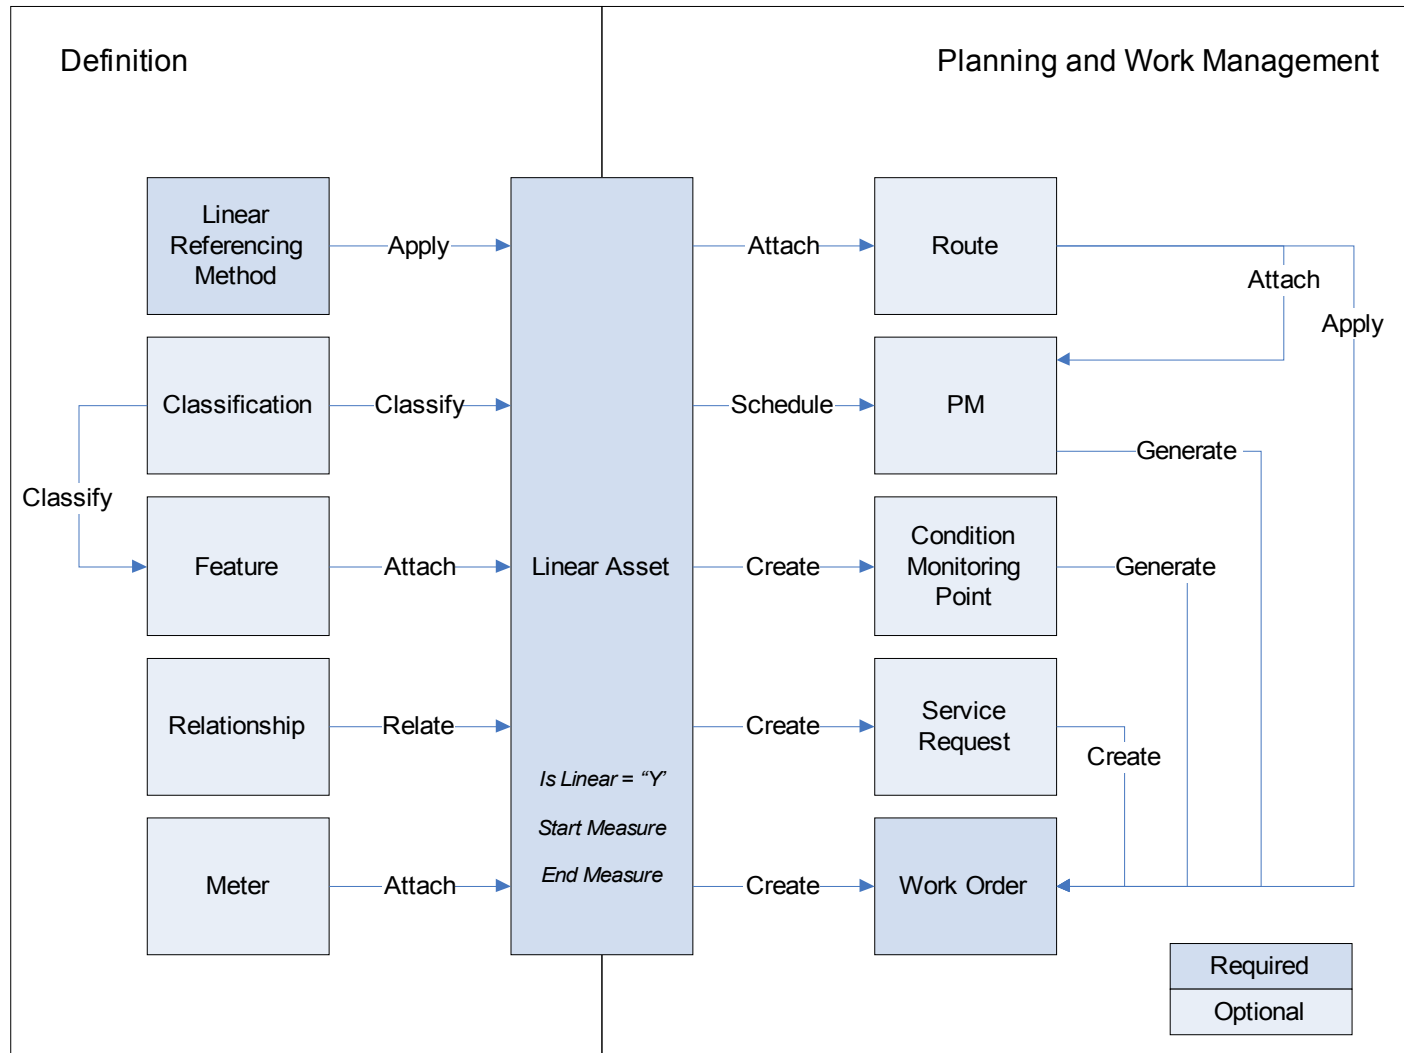 Definition
Planning and Work Management
Linear
Referencing
Method
Apply
Attach
Route
Attach
Apply
Classification
Classify
Schedule
PM
Generate
Classify
Feature
Attach
Linear Asset
Create
Condition
Monitoring
Point
Generate
Relationship
Relate
Create
Service
Request
Create
Is Linear = “Y’
Start Measure
End Measure
Meter
Attach
Create
Work Order
Required
Optional